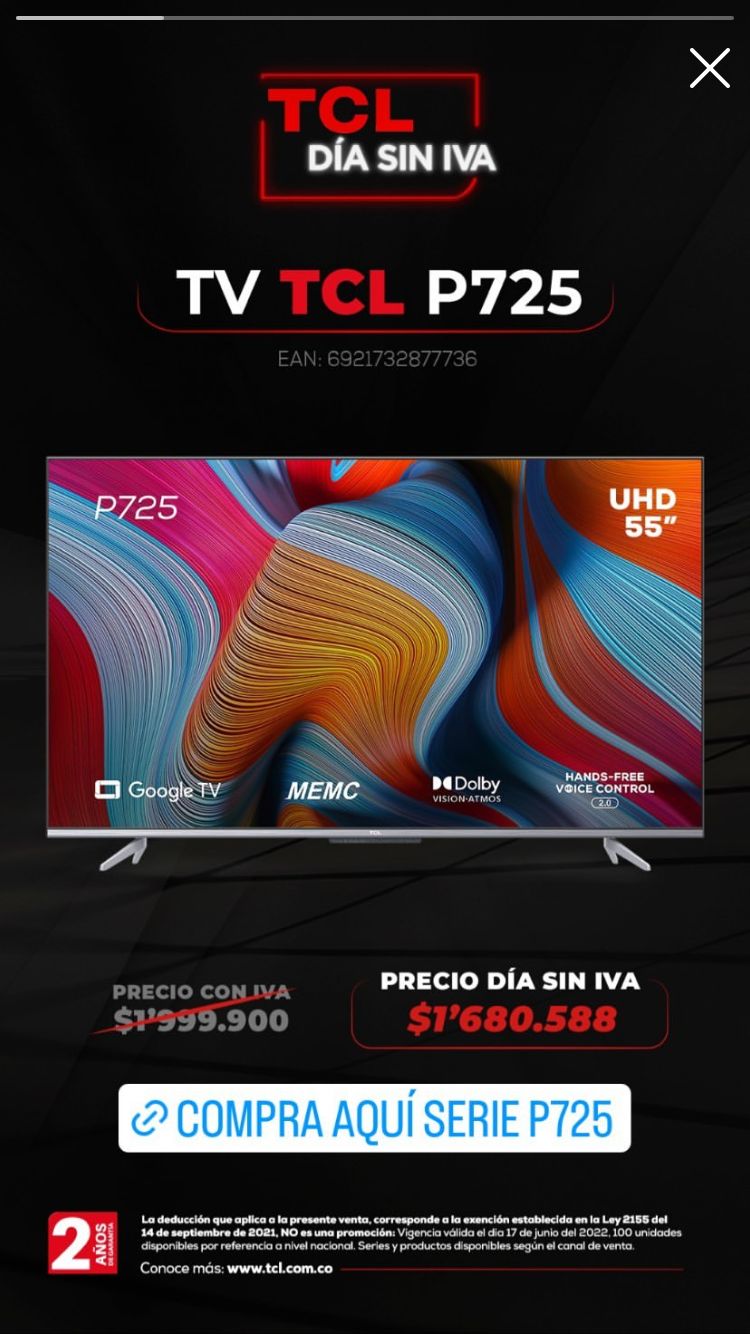 TCL
DÍA SIN IVA
TV TCL P725
EAN: 6921732877736
P725
UHD
55"
Google TV
MEMC
Dolby
VISION·ATMOS
HANDS-FREE
VOICE CONTROL
2.0
TCL
PRECIO CON IVA
$1'999.900
PRECIO DÍA SIN IVA
$1'680.588
COMPRA AQUÍ SERIE P725
2 AÑOS
DE GARANTÍA
La deducción que aplica a la presente venta, corresponde a la exención establecida en la Ley 2155 del
14 de septiembre de 2021, NO es una promoción: Vigencia válida el dia 17 de junio del 2022, 100 unidades
disponibles por referencia a nivel nacional. Series y productos disponibles según el canal de venta.
Conoce más: www.tcl.com.co